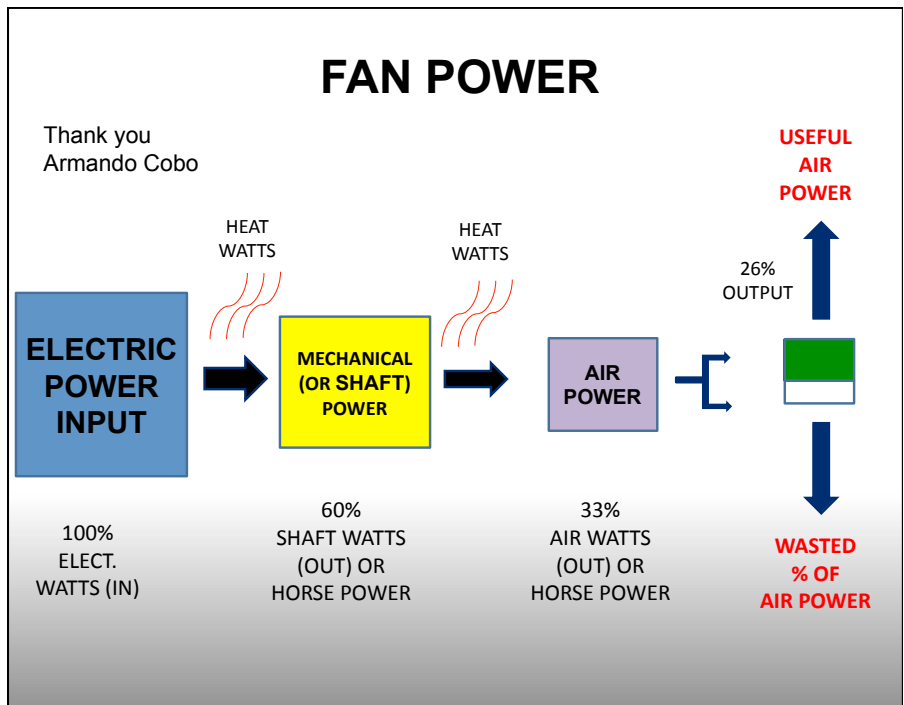 FAN POWER
Thank you
Armando Cobo
USEFUL
AIR
POWER
HEAT
WATTS
HEAT
WATTS
26%
OUTPUT
ELECTRIC
POWER
INPUT
MECHANICAL
(OR SHAFT)
POWER
AIR
POWER
100%
ELECT.
WATTS (IN)
60%
SHAFT WATTS
(OUT) OR
HORSE POWER
33%
AIR WATTS
(OUT) OR
HORSE POWER
WASTED
% OF
AIR POWER